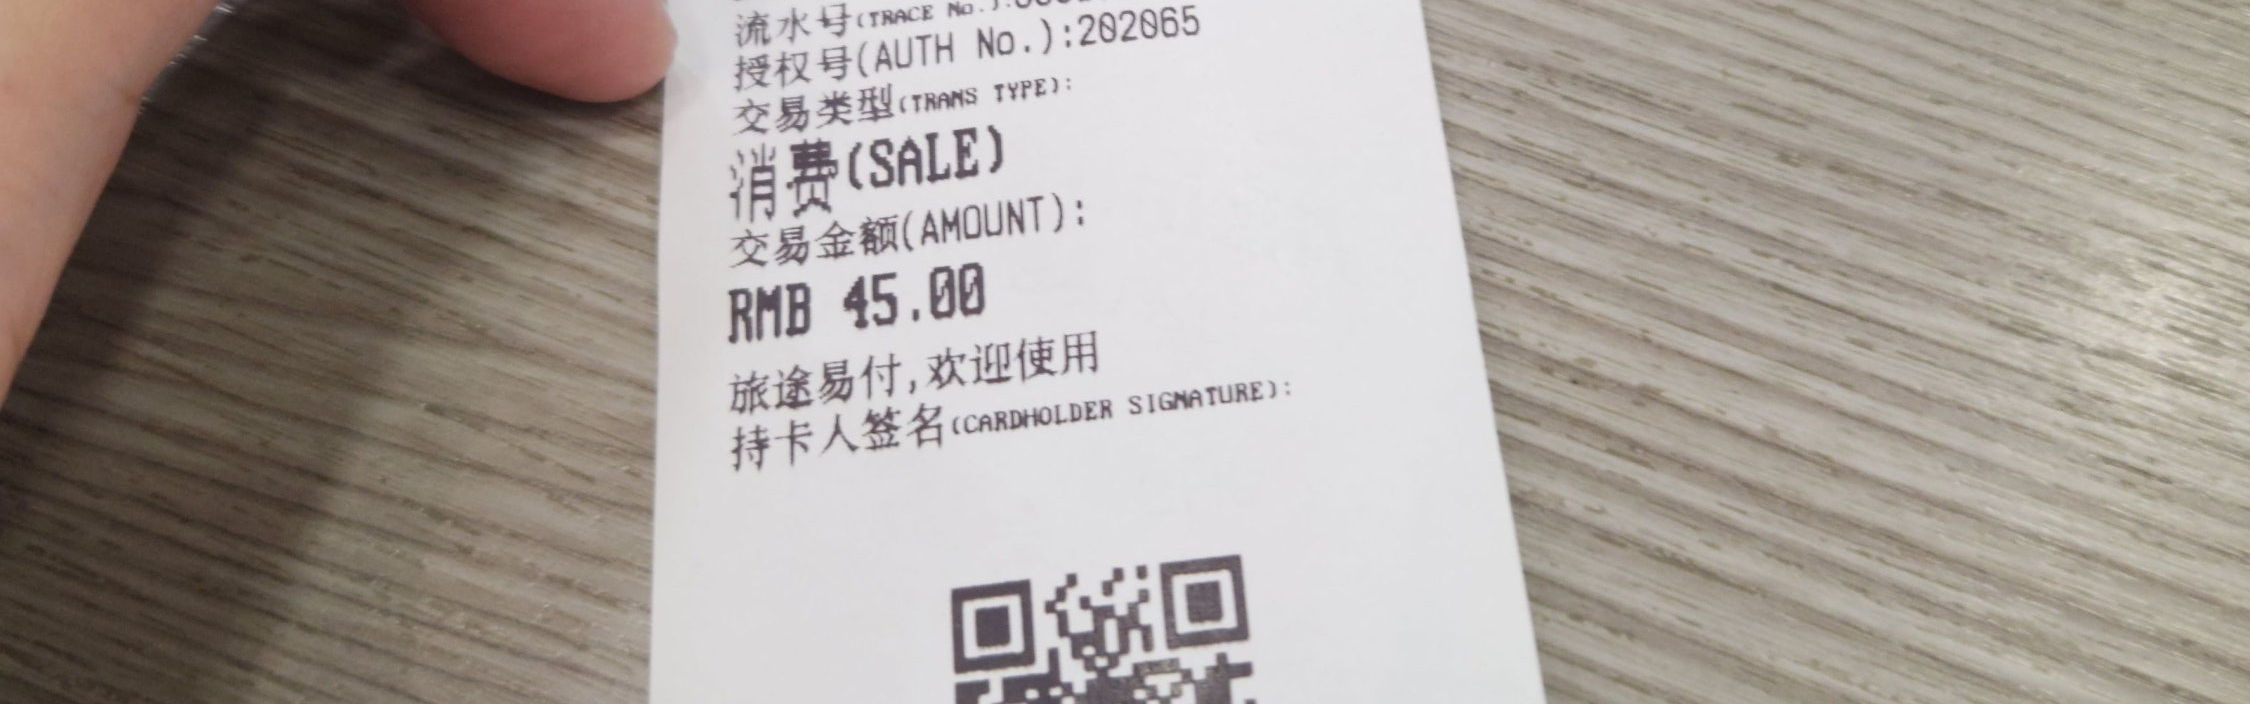 流水号(TRACE No.):
授权号(AUTH No.):202065
交易类型(TRANS TYPE):
消费(SALE)
交易金额(AMOUNT):
RMB 45.00
旅途易付,欢迎使用
持卡人签名(CARDHOLDER SIGNATURE):